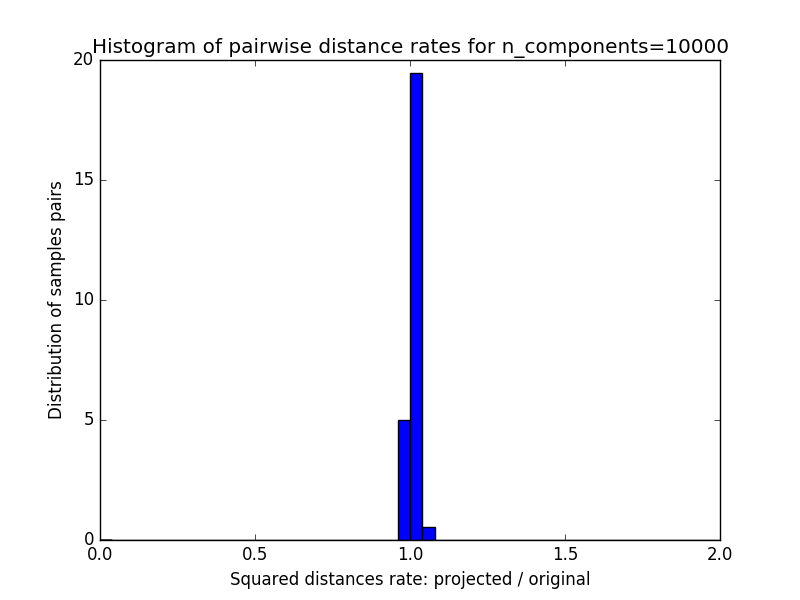 Histogram of pairwise distance rates for n_components=10000
20
15
10
5
0
Distribution of samples pairs
0.0 0.5 1.0 1.5 2.0
Squared distances rate: projected / original